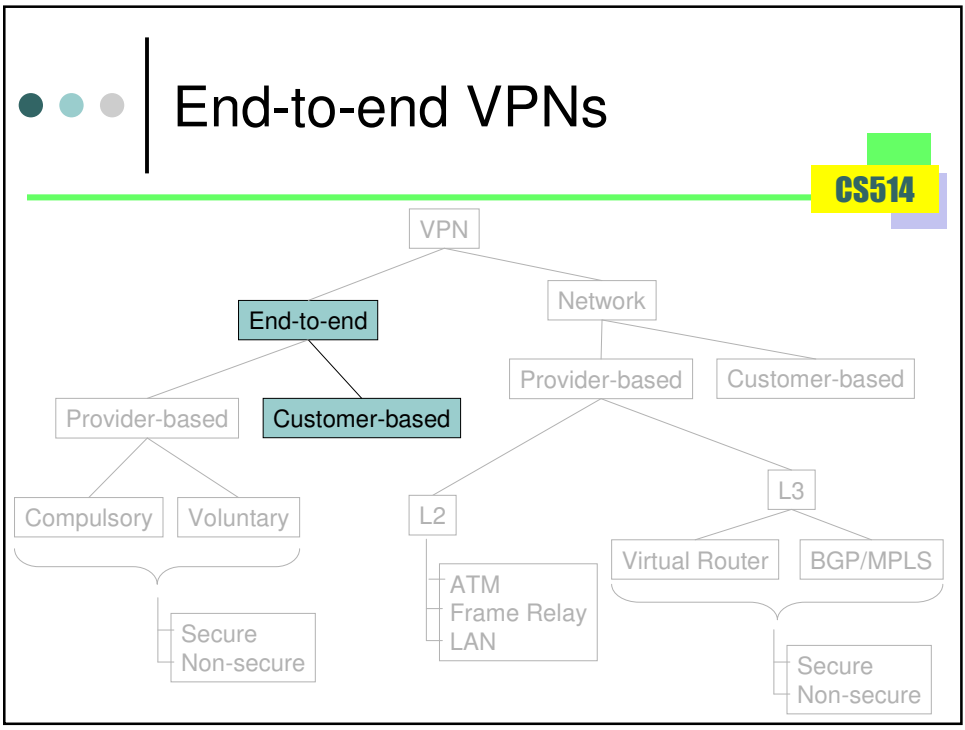 End-to-end VPNs
CS514
VPN
End-to-end
Network
Provider-based
Customer-based
Provider-based
Customer-based
Compulsory
Voluntary
L2
L3
ATM
Frame Relay
LAN
Virtual Router
BGP/MPLS
Secure
Non-secure
Secure
Non-secure